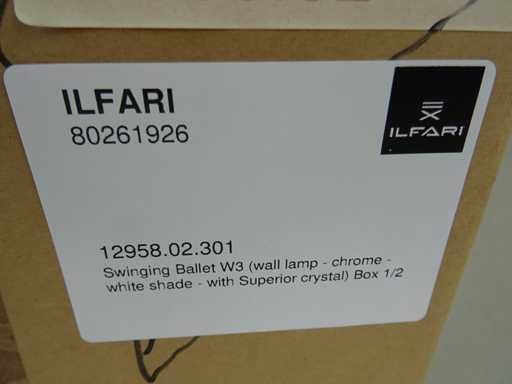 ILFARI
80261926
ILFARI
12958.02.301
Swinging Ballet W3 (wall lamp - chrome -
white shade - with Superior crystal) Box 1/2